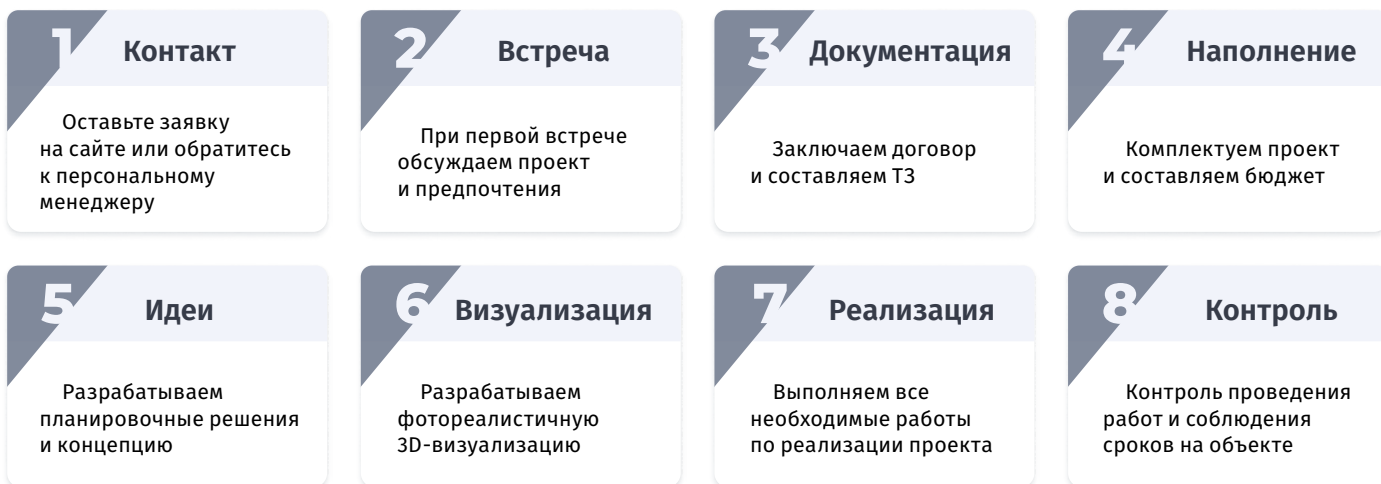 1 Контакт
Оставьте заявку
на сайте или обратитесь
к персональному
менеджеру
2 Встреча
При первой встрече
обсуждаем проект
и предпочтения
3 Документация
Заключаем договор
и составляем ТЗ
4 Наполнение
Комплектуем проект
и составляем бюджет
5 Идеи
Разрабатываем
планировочные решения
и концепцию
6 Визуализация
Разрабатываем
фотореалистичную
3D-визуализацию
7 Реализация
Выполняем все
необходимые работы
по реализации проекта
8 Контроль
Контроль проведения
работ и соблюдения
сроков на объекте